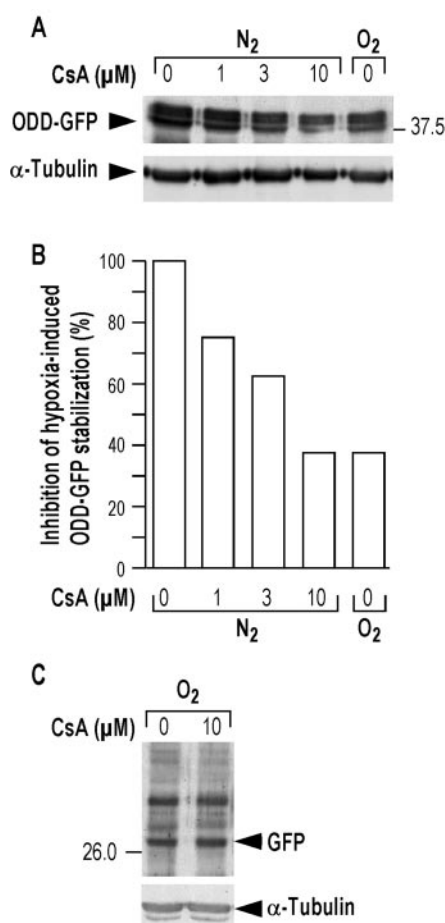 A
N2 O2
CsA (µM) 0 1 3 10 0
ODD-GFP
37.5
α-Tubulin
B
Inhibition of hypoxia-induced
ODD-GFP stabilization (%)
100
80
60
40
20
0
CsA (µM) 0 1 3 10 0
N2 O2
C
O2
CsA (µM) 0 10
26.0
GFP
α-Tubulin